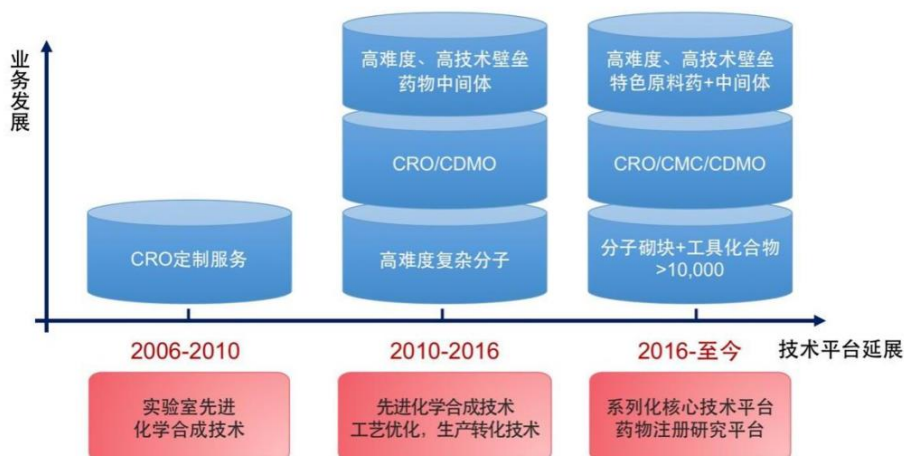 业务发展
高难度、高技术壁垒
药物中间体
高难度、高技术壁垒
特色原料药+中间体
CRO/CDMO
CRO/CMC/CDMO
CRO定制服务
高难度复杂分子
分子砌块+工具化合物
>10,000
2006-2010
2010-2016
2016-至今
技术平台延展
实验室先进
化学合成技术
先进化学合成技术
工艺优化，生产转化技术
系列化核心技术平台
药物注册研究平台